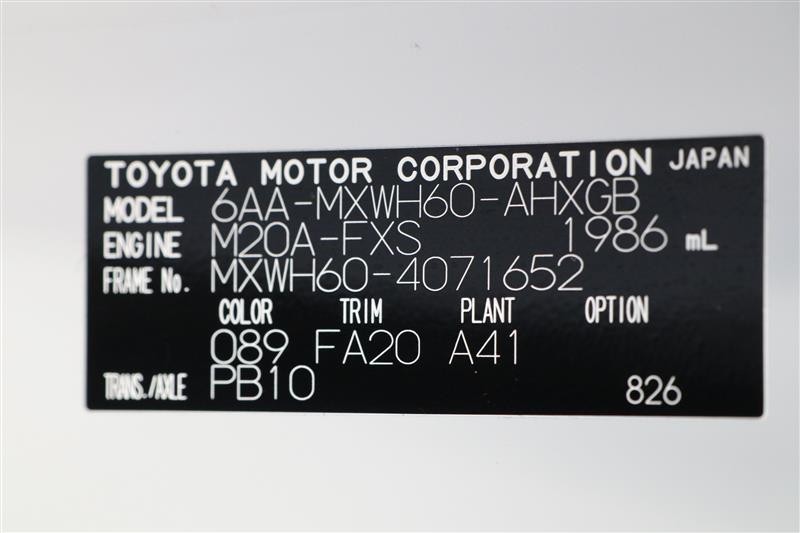 TOYOTA MOTOR CORPORATION JAPAN
MODEL 6AA-MXWH60-AHXGB
ENGINE M20A-FXS 1986 mL
FRAME No. MXWH60-4071652
COLOR TRIM PLANT OPTION
089 FA20 A41
TRANS./AXLE PB10 826